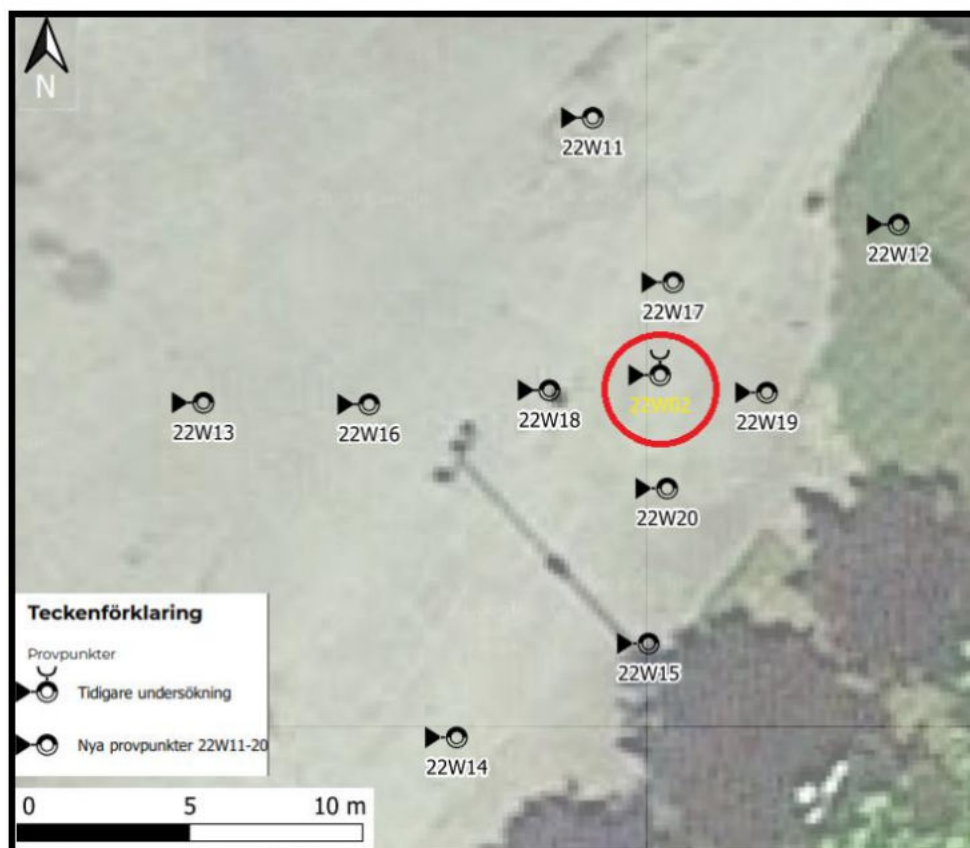 N
22W11
22W12
22W17
22W02
22W13
22W16
22W18
22W19
22W20
22W15
22W14
Teckenförklaring
Provpunkter
Tidigare undersökning
Nya provpunkter 22W11-20
0 5 10 m